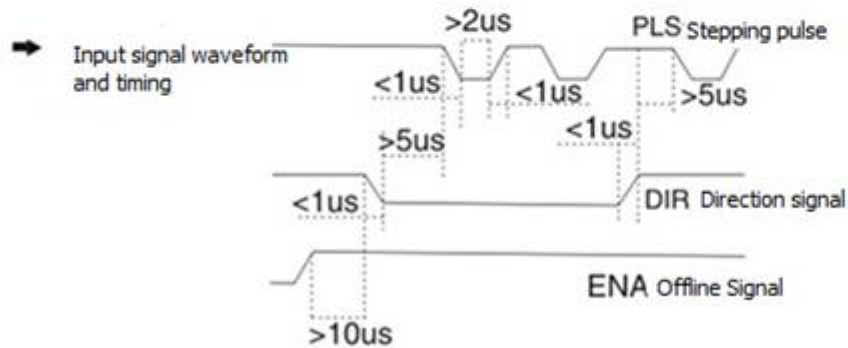 >2us
PLS Stepping pulse
Input signal waveform
and timing
<1us
<1us
>5us
>5us
<1us
<1us
DIR Direction signal
ENA Offline Signal
>10us